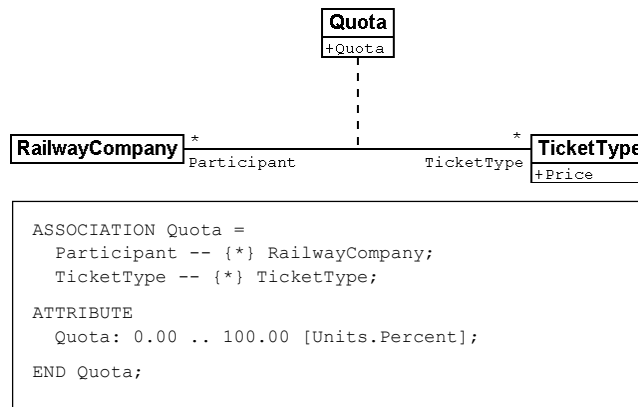 Quota
+Quota
RailwayCompany
*
*
TicketType
Participant
TicketType
+Price
ASSOCIATION Quota =
Participant -- {*} RailwayCompany;
TicketType -- {*} TicketType;
ATTRIBUTE
Quota: 0.00 .. 100.00 [Units.Percent];
END Quota;